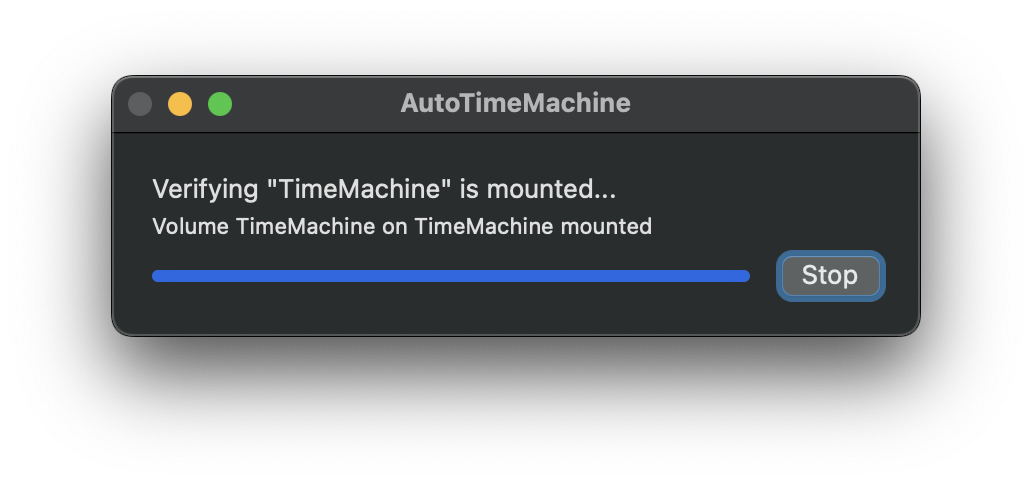 AutoTimeMachine
Verifying "TimeMachine" is mounted...
Volume TimeMachine on TimeMachine mounted
Stop